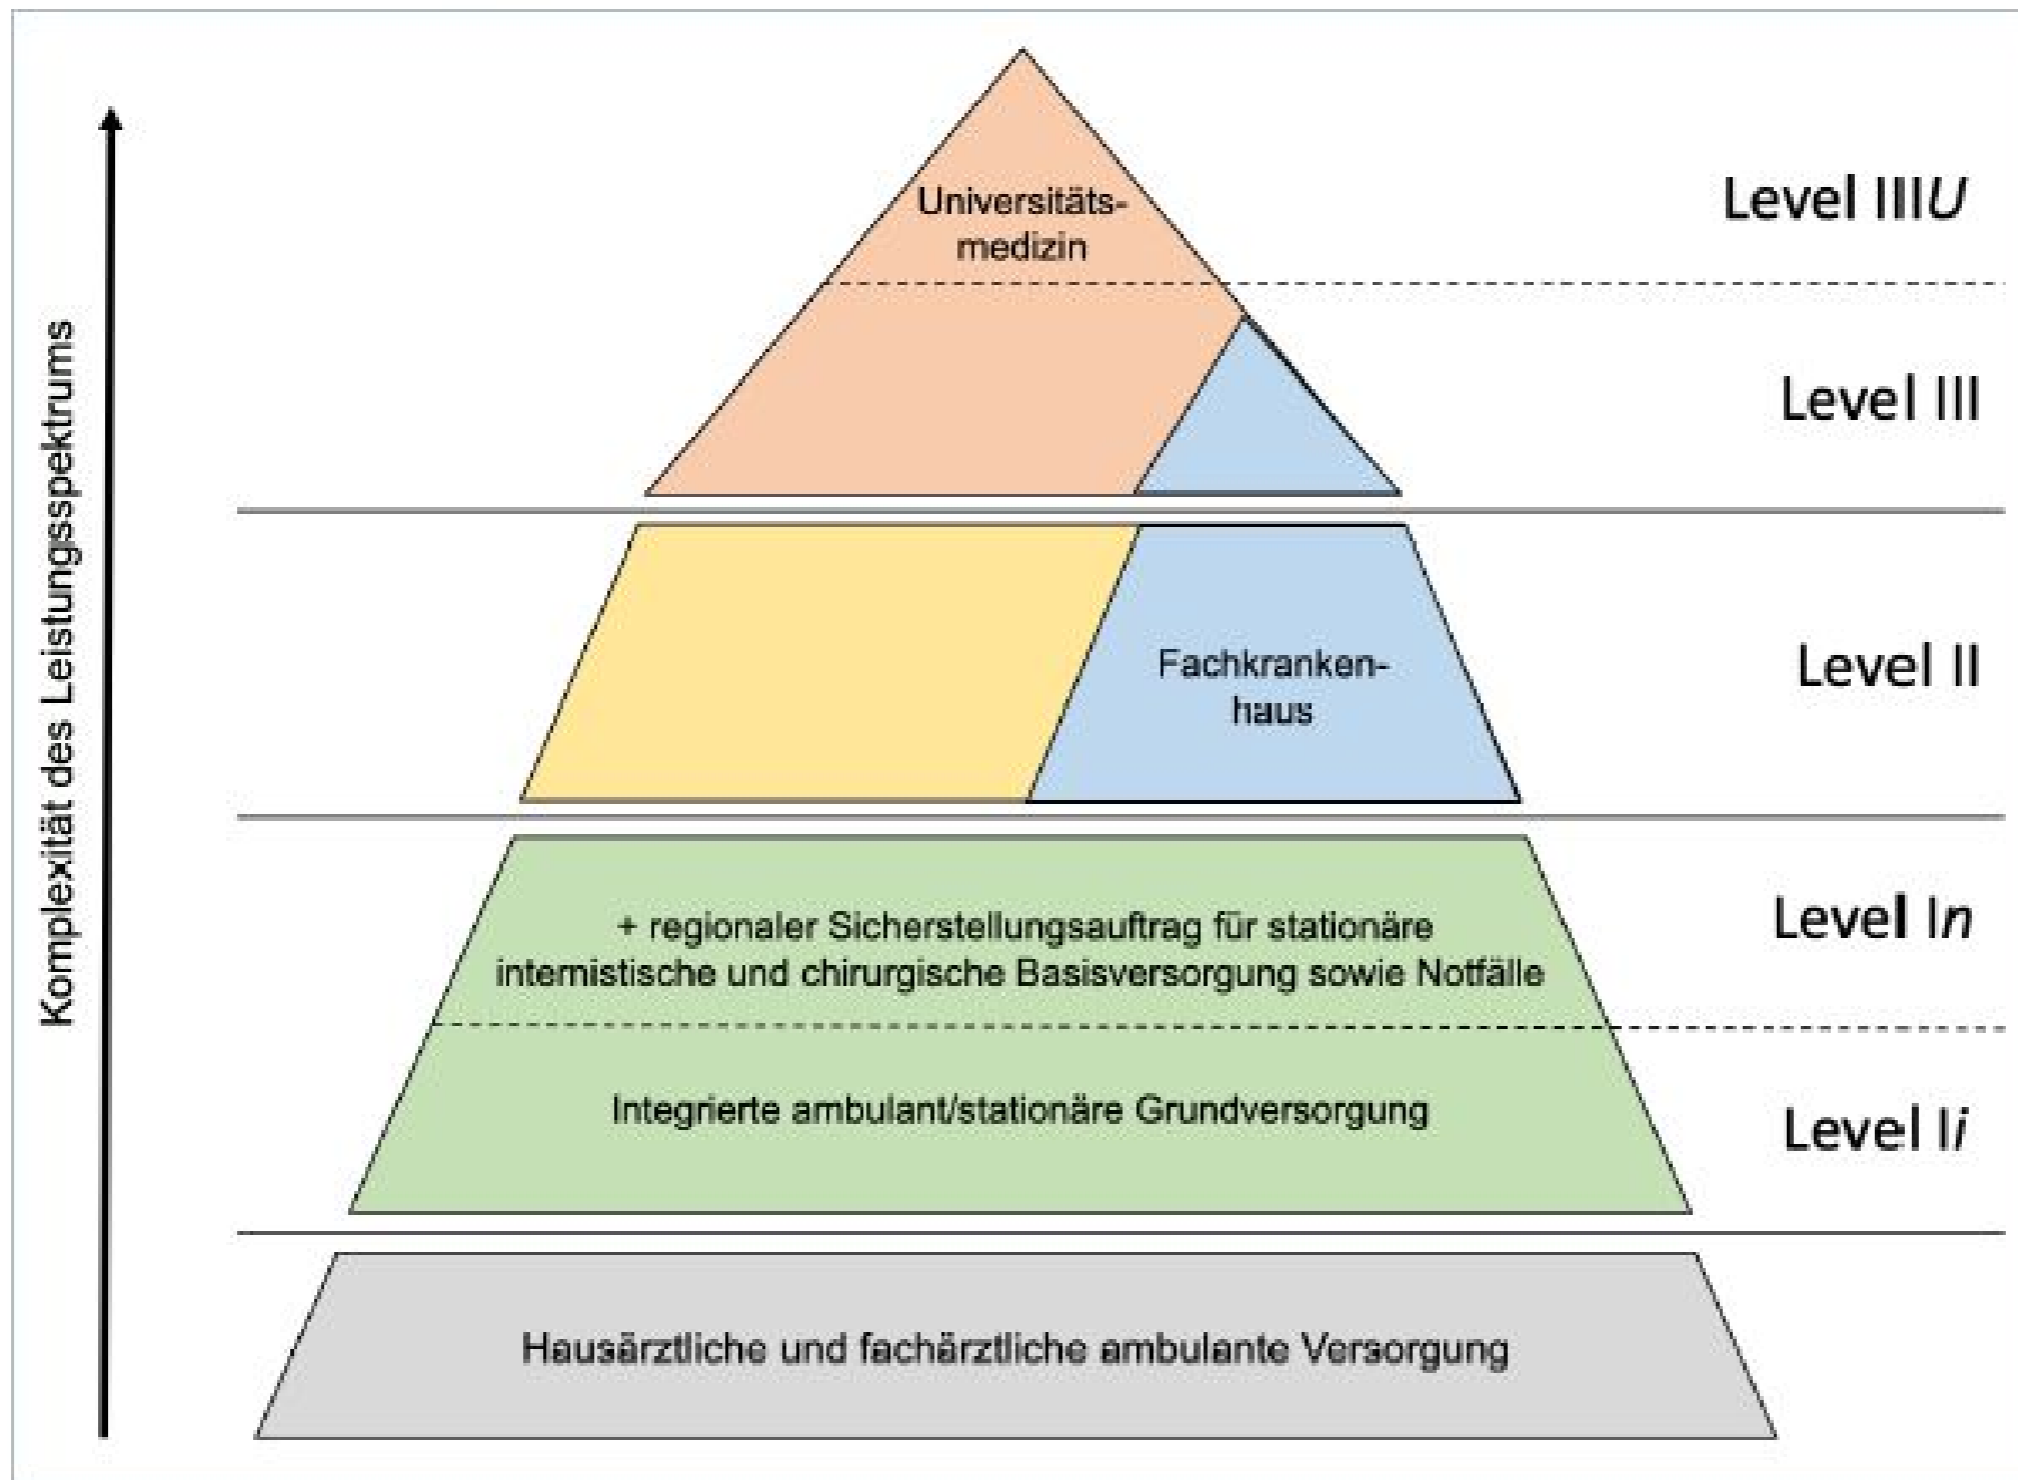 Komplexität des Leistungsspektrums
Universitäts-
medizin
Level IIIU
Level III
Fachkranken-
haus
Level II
+ regionaler Sicherstellungsauftrag für stationäre
internistische und chirurgische Basisversorgung sowie Notfälle
Level In
Integrierte ambulant/stationäre Grundversorgung
Level Ii
Hausärztliche und fachärztliche ambulante Versorgung